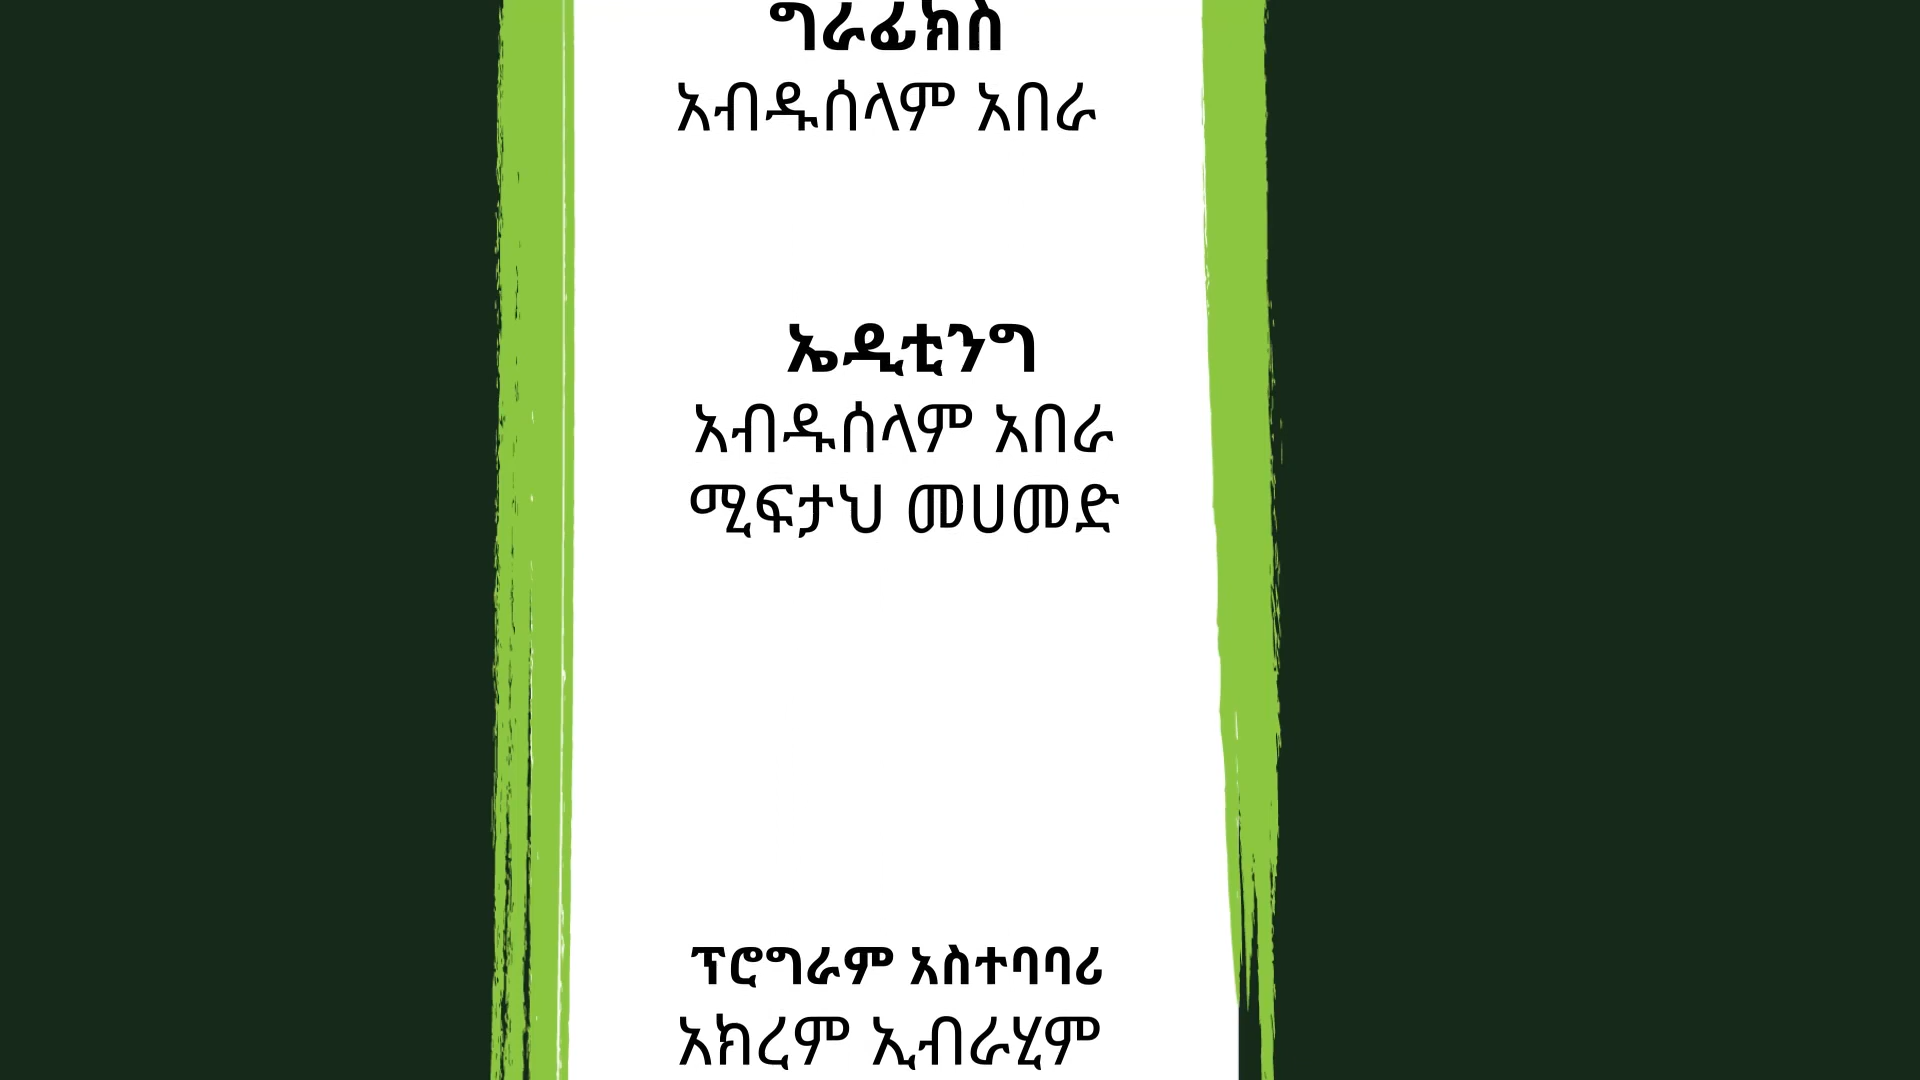 ግራፊክስ
አብዱሰላም አበራ
ኤዲቲንግ
አብዱሰላም አበራ
ሚፍታህ መሀመድ
ፕሮግራም አስተባባሪ
አክረም ኢብራሂም